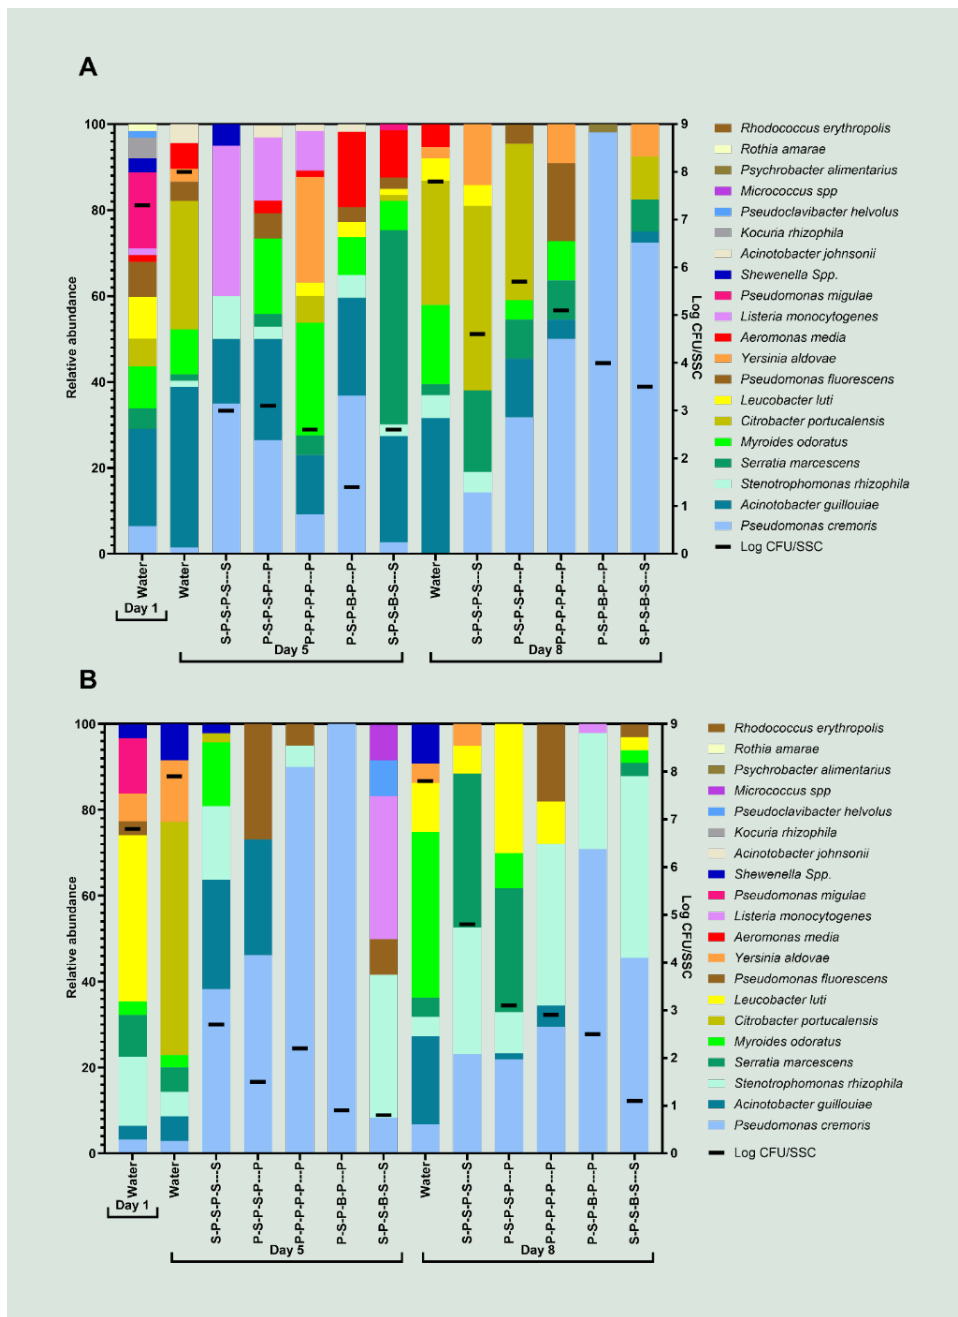 A
Relative abundance
100
80
60
40
20
0
9
8
7
6
5
4
3
2
1
0
Log CFU/SSC
Water
Water
S-P-S-P-S---S
P-S-P-S-P---P
P-P-P-P-P---P
P-S-P-B-P---P
S-P-S-B-S---S
Water
S-P-S-P-S---S
P-S-P-S-P---P
P-P-P-P-P---P
P-S-P-B-P---P
S-P-S-B-S---S
Day 1
Day 5
Day 8
Rhodococcus erythropolis
Rothia amarae
Psychrobacter alimentarius
Micrococcus spp
Pseudoclavibacter helvolus
Kocuria rhizophila
Acinotobacter johnsonii
Shewenella Spp.
Pseudomonas migulae
Listeria monocytogenes
Aeromonas media
Yersinia aldovae
Pseudomonas fluorescens
Leucobacter luti
Citrobacter portucalensis
Myroides odoratus
Serratia marcescens
Stenotrophomonas rhizophila
Acinotobacter guillouiae
Pseudomonas cremoris
Log CFU/SSC
B
Relative abundance
100
80
60
40
20
0
9
8
7
6
5
4
3
2
1
0
Log CFU/SSC
Water
Water
S-P-S-P-S---S
P-S-P-S-P---P
P-P-P-P-P---P
P-S-P-B-P---P
S-P-S-B-S---S
Water
S-P-S-P-S---S
P-S-P-S-P---P
P-P-P-P-P---P
P-S-P-B-P---P
S-P-S-B-S---S
Day 1
Day 5
Day 8
Rhodococcus erythropolis
Rothia amarae
Psychrobacter alimentarius
Micrococcus spp
Pseudoclavibacter helvolus
Kocuria rhizophila
Acinotobacter johnsonii
Shewenella Spp.
Pseudomonas migulae
Listeria monocytogenes
Aeromonas media
Yersinia aldovae
Pseudomonas fluorescens
Leucobacter luti
Citrobacter portucalensis
Myroides odoratus
Serratia marcescens
Stenotrophomonas rhizophila
Acinotobacter guillouiae
Pseudomonas cremoris
Log CFU/SSC